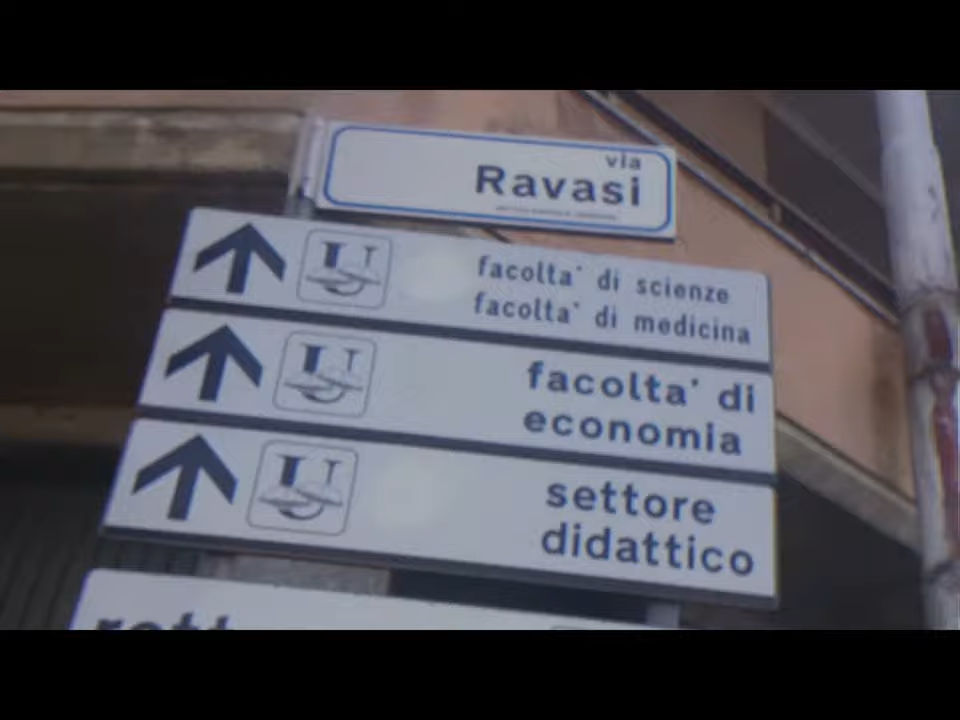 via
Ravasi
facolta' di scienze
facolta' di medicina
facolta' di
economia
settore
didattico